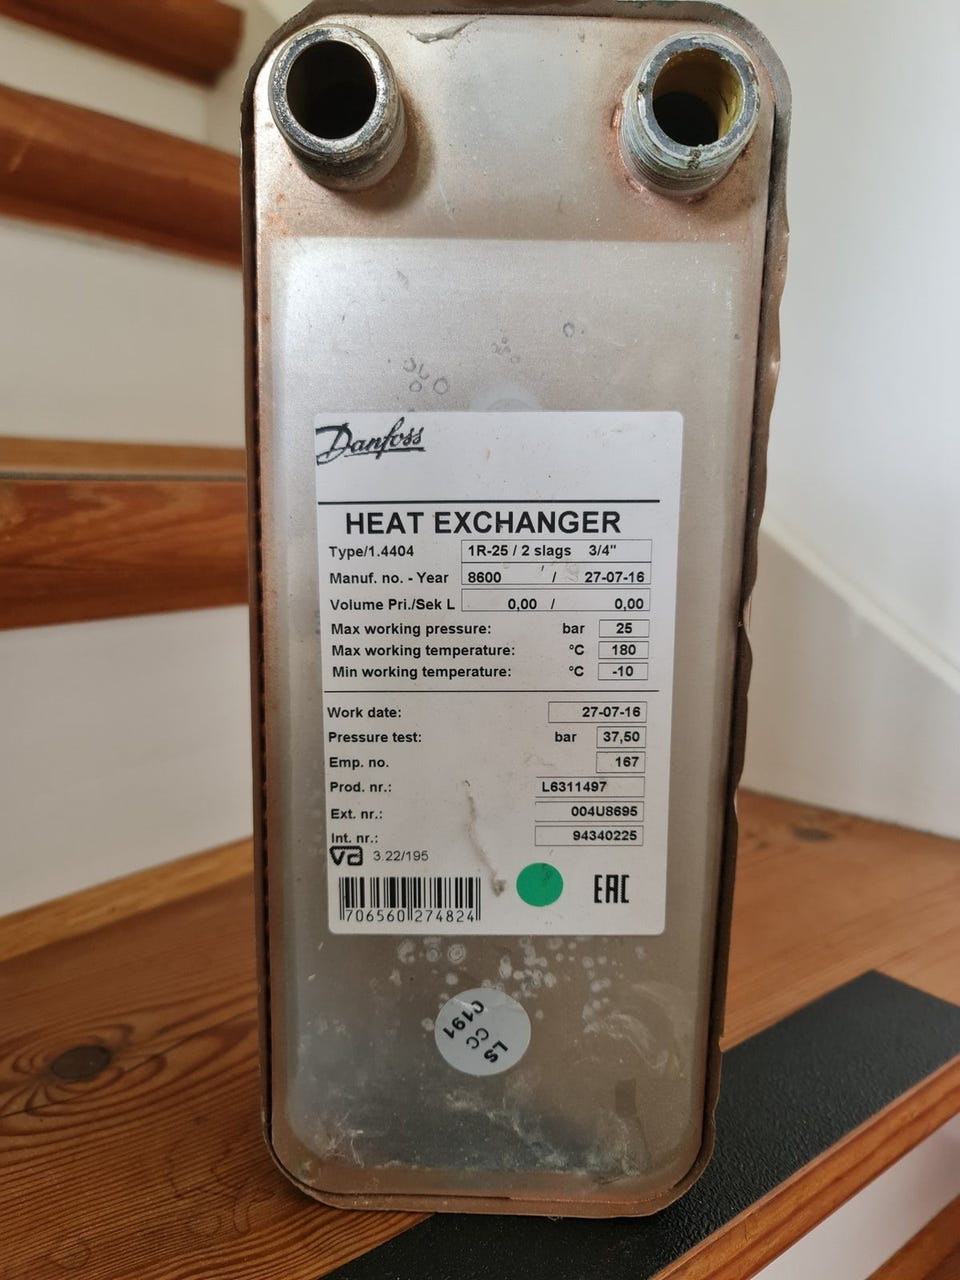 Danfoss
HEAT EXCHANGER
Type/1.4404 1R-25 / 2 slags 3/4"
Manuf. no. - Year 8600 / 27-07-16
Volume Pri./Sek L 0,00 / 0,00
Max working pressure: bar 25
Max working temperature: °C 180
Min working temperature: °C -10
Work date: 27-07-16
Pressure test: bar 37,50
Emp. no. 167
Prod. nr.: L6311497
Ext. nr.: 004U8695
Int. nr.: 94340225
va 3.22/195
EAC
706560 274824
LS
CC
0191